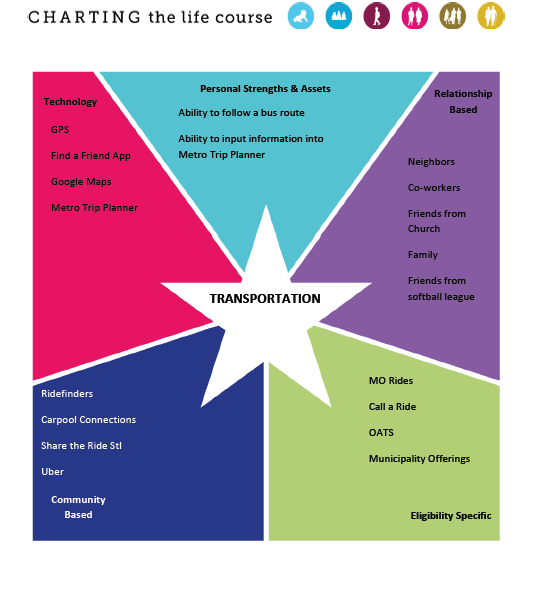 CHARTING the life course
Personal Strengths & Assets
Ability to follow a bus route
Ability to input information into
Metro Trip Planner
Technology
GPS
Find a Friend App
Google Maps
Metro Trip Planner
Relationship
Based
Neighbors
Co-workers
Friends from
Church
Family
Friends from
softball league
TRANSPORTATION
Ridefinders
Carpool Connections
Share the Ride Stl
Uber
Community
Based
MO Rides
Call a Ride
OATS
Municipality Offerings
Eligibility Specific